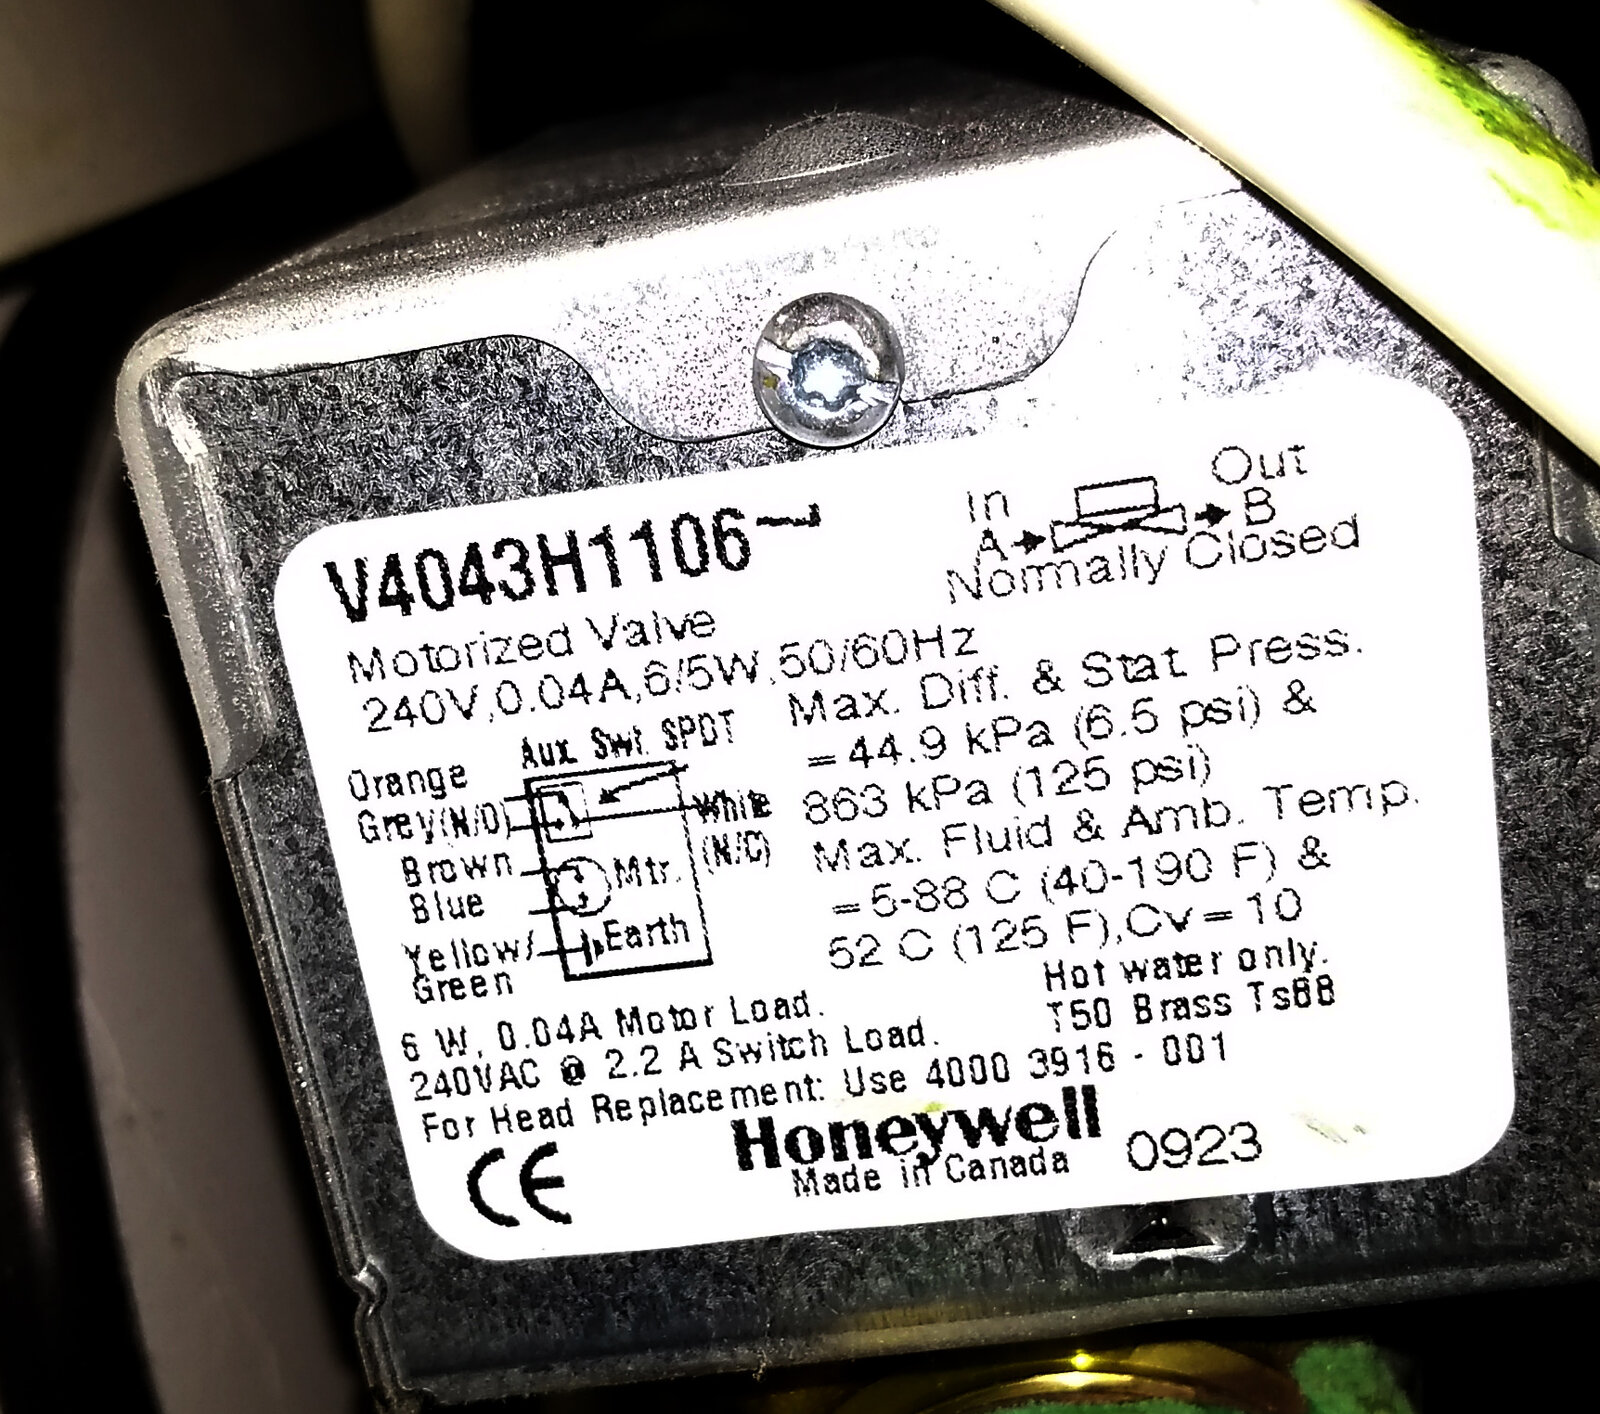 V4043H1106
In
Out
A
B
Normally Closed
Motorized Valve
240V,0.04A,6/5W,50/60Hz
Aux. Swt. SPDT
Orange
Grey(N/O)
White
(N/C)
Brown
Blue
Mtr.
Yellow/
Green
Earth
Max. Diff. & Stat. Press.
=44.9 kPa (6.5 psi) &
863 kPa (125 psi)
Max. Fluid & Amb. Temp.
=5-88 C (40-190 F) &
52 C (125 F),Cv=10
Hot water only.
T50 Brass Ts88
6 W, 0.04A Motor Load.
240VAC @ 2.2 A Switch Load.
For Head Replacement: Use 4000 3916 - 001
CE
Honeywell
Made in Canada
0923